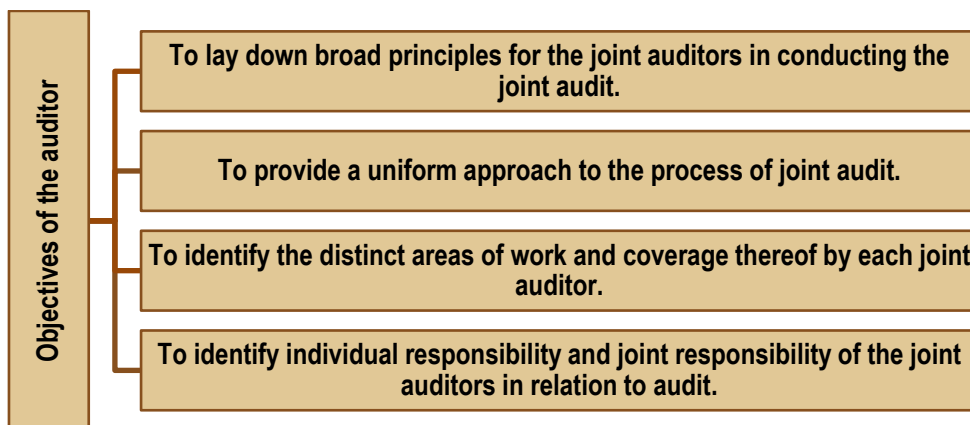 Objectives of the auditor
To lay down broad principles for the joint auditors in conducting the
joint audit.
To provide a uniform approach to the process of joint audit.
To identify the distinct areas of work and coverage thereof by each joint
auditor.
To identify individual responsibility and joint responsibility of the joint
auditors in relation to audit.